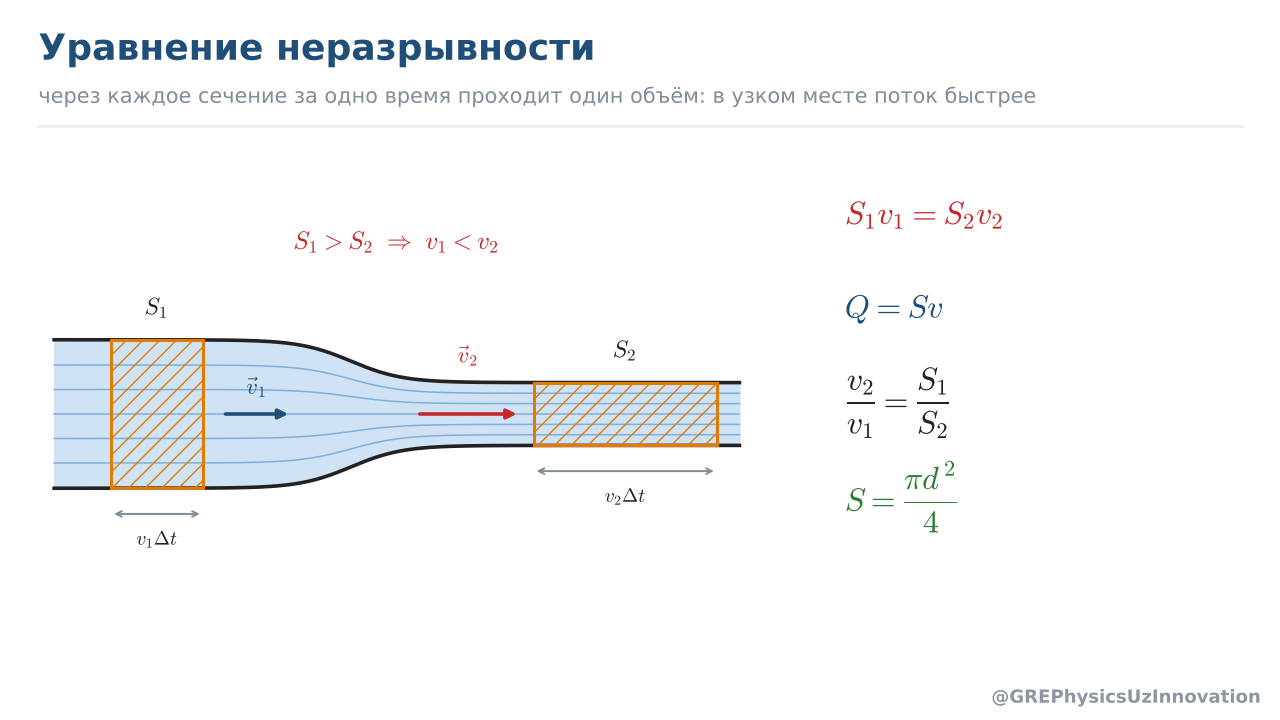 Уравнение неразрывности
через каждое сечение за одно время проходит один объём: в узком месте поток быстрее
S₁ > S₂ ⇒ v₁ < v₂
S₁
S₂
v⃗₁
v⃗₂
v₁Δt
v₂Δt
S₁v₁ = S₂v₂
Q = Sv
v₂/v₁ = S₁/S₂
S = πd²/4
@GREPhysicsUzInnovation